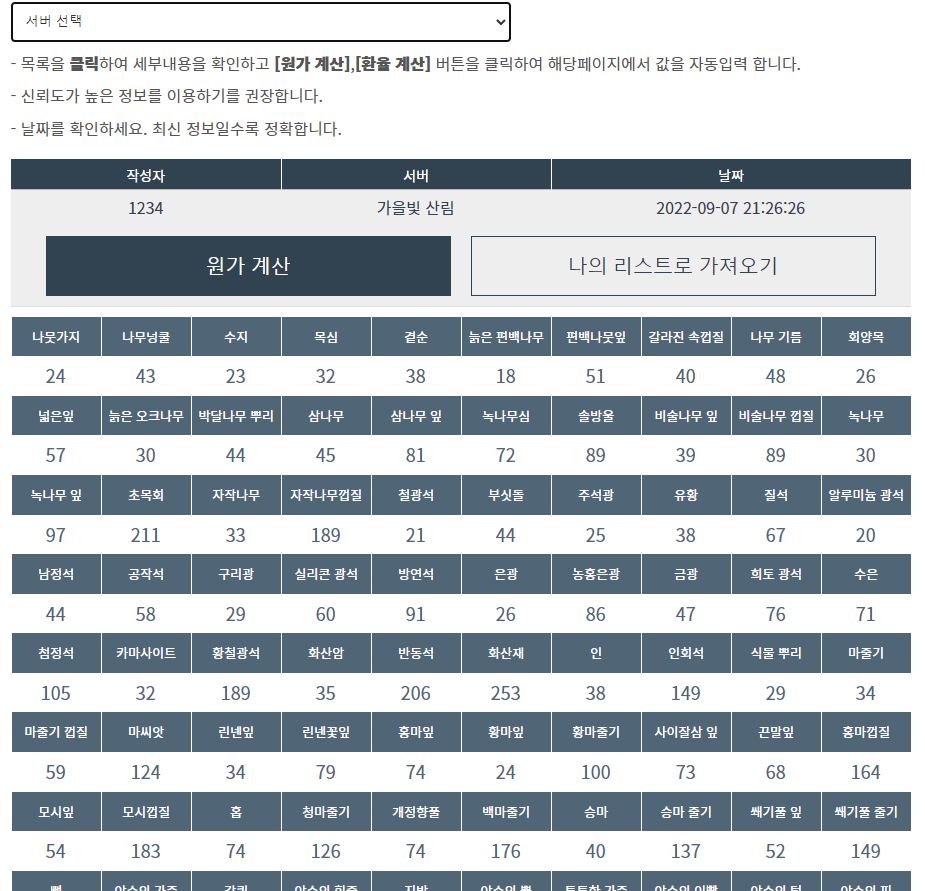 서버 선택
- 목록을 클릭하여 세부내용을 확인하고 [원가 계산],[환율 계산] 버튼을 클릭하여 해당페이지에서 값을 자동입력 합니다.
- 신뢰도가 높은 정보를 이용하기를 권장합니다.
- 날짜를 확인하세요. 최신 정보일수록 정확합니다.
작성자 서버 날짜
1234 가을빛 산림 2022-09-07 21:26:26
원가 계산 나의 리스트로 가져오기
나뭇가지 나무넝쿨 수지 목심 곁순 늙은 편백나무 편백나뭇잎 갈라진 속껍질 나무 기름 회양목
24 43 23 32 38 18 51 40 48 26
넓은잎 늙은 오크나무 박달나무 뿌리 삼나무 삼나무 잎 녹나무심 솔방울 비술나무 잎 비술나무 껍질 녹나무
57 30 44 45 81 72 89 39 89 30
녹나무 잎 초목회 자작나무 자작나무껍질 철광석 부싯돌 주석광 유황 질석 알루미늄 광석
97 211 33 189 21 44 25 38 67 20
남정석 공작석 구리광 실리콘 광석 방연석 은광 농홍은광 금광 희토 광석 수은
44 58 29 60 91 26 86 47 76 71
첨정석 카마사이트 황철광석 화산암 반동석 화산재 인 인회석 식물 뿌리 마줄기
105 32 189 35 206 253 38 149 29 34
마줄기 껍질 마씨앗 린넨잎 린넨꽃잎 홍마잎 황마잎 황마줄기 사이잘삼 잎 끈말잎 홍마껍질
59 124 34 79 74 24 100 73 68 164
모시잎 모시껍질 홉 청마줄기 개정향풀 백마줄기 승마 승마 줄기 쐐기풀 잎 쐐기풀 줄기
54 183 74 126 74 176 40 137 52 149